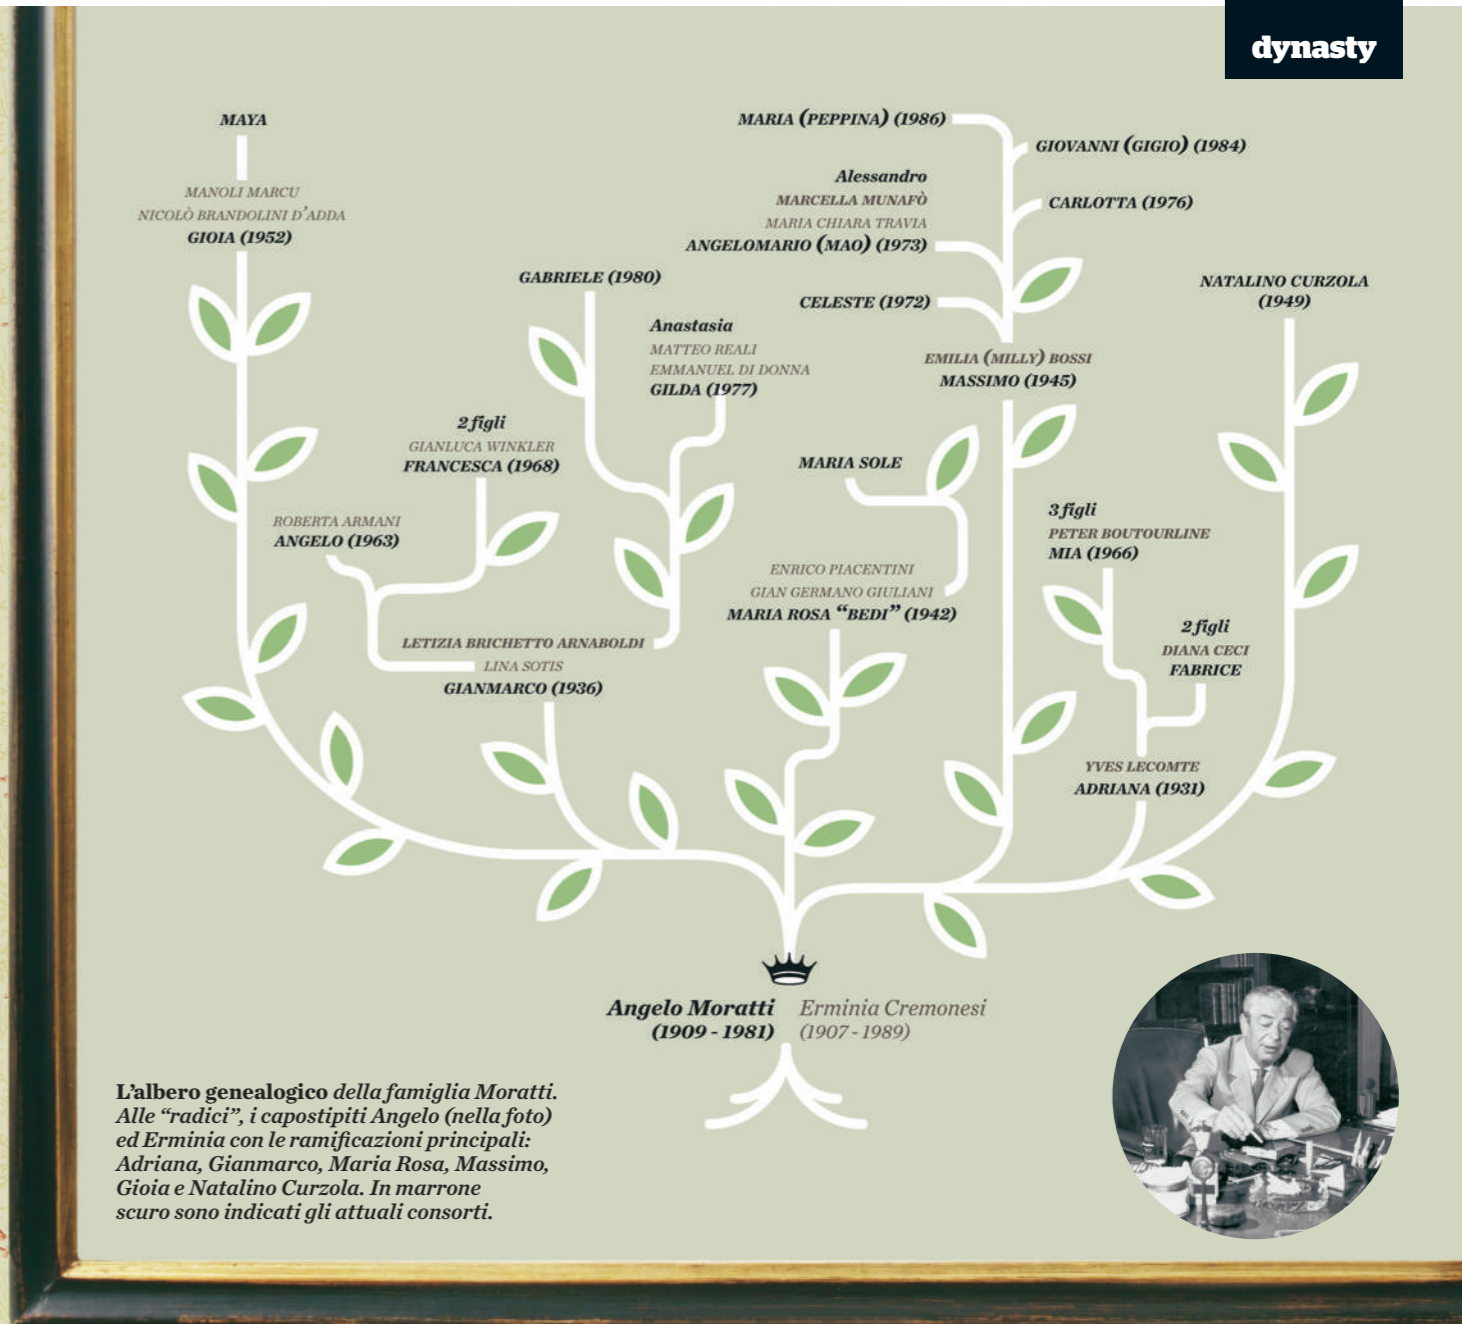 dynasty
MAYA
MANOLI MARCU
NICOLÒ BRANDOLINI D'ADDA
GIOIA (1952)
MARIA (PEPPINA) (1986)
GIOVANNI (GIGIO) (1984)
Alessandro
MARCELLA MUNAFÒ
MARIA CHIARA TRAVIA
ANGELOMARIO (MAO) (1973)
CARLOTTA (1976)
CELESTE (1972)
EMILIA (MILLY) BOSSI
MASSIMO (1945)
NATALINO CURZOLA
(1949)
GABRIELE (1980)
Anastasia
MATTEO REALI
EMMANUEL DI DONNA
GILDA (1977)
2 figli
GIANLUCA WINKLER
FRANCESCA (1968)
ROBERTA ARMANI
ANGELO (1963)
LETIZIA BRICHETTO ARNABOLDI
LINA SOTIS
GIANMARCO (1936)
MARIA SOLE
ENRICO PIACENTINI
GIAN GERMANO GIULIANI
MARIA ROSA “BEDI” (1942)
3 figli
PETER BOUTOURLINE
MIA (1966)
2 figli
DIANA CECI
FABRICE
YVES LECOMTE
ADRIANA (1931)
Angelo Moratti
(1909 - 1981)
Erminia Cremonesi
(1907 - 1989)
L’albero genealogico della famiglia Moratti.
Alle “radici”, i capostipiti Angelo (nella foto)
ed Erminia con le ramificazioni principali:
Adriana, Gianmarco, Maria Rosa, Massimo,
Gioia e Natalino Curzola. In marrone
scuro sono indicati gli attuali consorti.